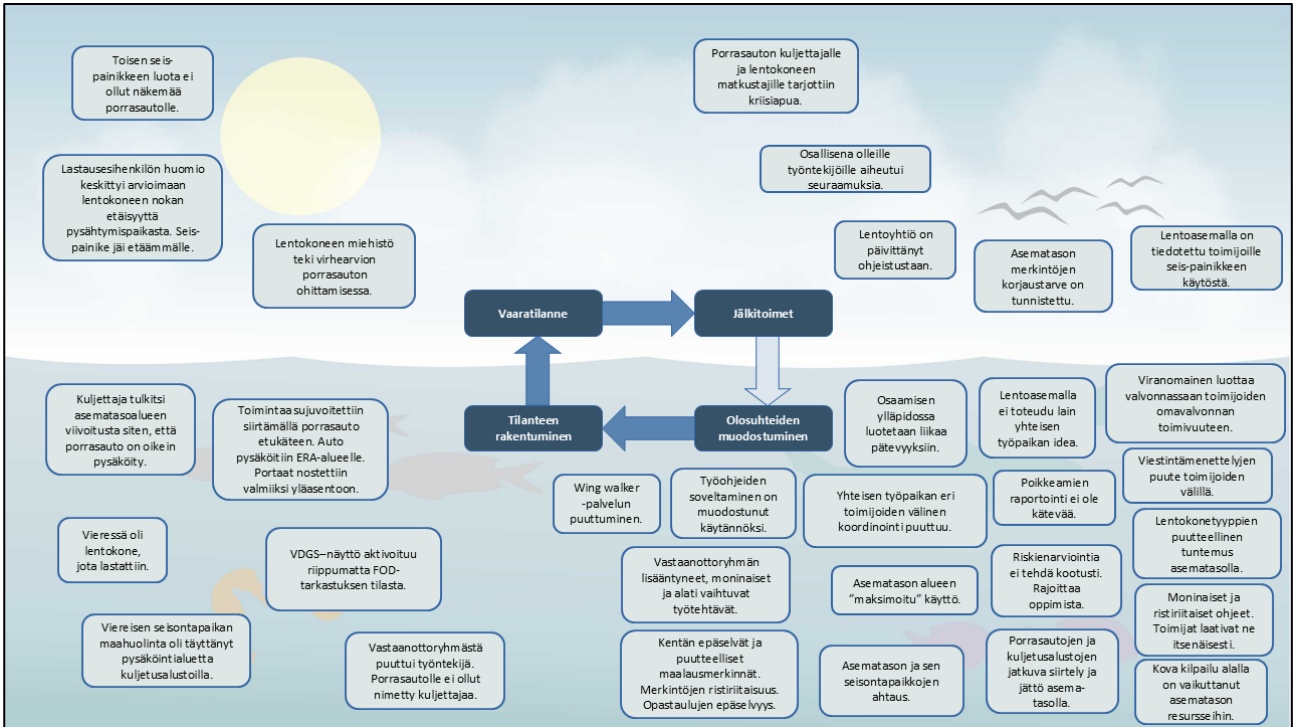 Toisen seis-
painikkeen luota ei
ollut näkemää
porrasautolle.
Lastausesihenkilön huomio
keskittyi arvioimaan
lentokoneen nokan
etäisyyttä
pysähtymispaikasta. Seis-
painike jäi etäämmälle.
Lentokoneen miehistö
teki virhearvion
porrasauton
ohittamisessa.
Porrasauton kuljettajalle
ja lentokoneen
matkustajille tarjottiin
kriisiapua.
Osallisena olleille
työntekijöille aiheutui
seuraamuksia.
Lentoyhtiö on
päivittänyt
ohjeistustaan.
Asematason
merkintöjen
korjaustarve on
tunnistettu.
Lentoasemalla on
tiedotettu toimijoille
seis-painikkeen
käytöstä.
Vaaratilanne
Jälkitoimet
Tilanteen
rakentuminen
Olosuhteiden
muodostuminen
Kuljettaja tulkitsi
asematasoalueen
viivoitusta siten, että
porrasauto on oikein
pysäköity.
Toimintaa sujuvoitettiin
siirtämällä porrasauto
etukäteen. Auto
pysäköitiin ERA-alueelle.
Portaat nostettiin
valmiiksi yläasentoon.
Vieressä oli
lentokone,
jota lastattiin.
VDGS–näyttö aktivoituu
riippumatta FOD-
tarkastuksen tilasta.
Viereisen seisontapaikan
maahuolinta oli täyttänyt
pysäköintialuetta
kuljetusalustoilla.
Vastaanottoryhmästä
puuttui työntekijä.
Porrasautolle ei ollut
nimetty kuljettajaa.
Wing walker
-palvelun
puuttuminen.
Työohjeiden
soveltaminen on
muodostunut
käytännöksi.
Vastaanottoryhmän
lisääntyneet, moninaiset
ja alati vaihtuvat
työtehtävät.
Kentän epäselvät ja
puutteelliset
maalausmerkinnät.
Merkintöjen ristiriitaisuus.
Opastaulujen epäselvyys.
Osaamisen
ylläpidossa
luotetaan liikaa
pätevyyksiin.
Yhteisen työpaikan eri
toimijoiden välinen
koordinointi puuttuu.
Asematason alueen
”maksimoitu” käyttö.
Asematason ja sen
seisontapaikkojen
ahtaus.
Lentoasemalla
ei toteudu lain
yhteisen
työpaikan idea.
Poikkeamien
raportointi ei ole
kätevää.
Riskienarviointia
ei tehdä kootusti.
Rajoittaa
oppimista.
Porrasautojen ja
kuljetusalustojen
jatkuva siirtely ja
jättö asema-
tasolla.
Viranomainen luottaa
valvonnassaan toimijoiden
omavalvonnan
toimivuuteen.
Viestintämenettelyjen
puute toimijoiden
välillä.
Lentokonetyyppien
puutteellinen
tuntemus
asematasolla.
Moninaiset ja
ristiriitaiset ohjeet.
Toimijat laativat ne
itsenäisesti.
Kova kilpailu alalla
on vaikuttanut
asematason
resursseihin.